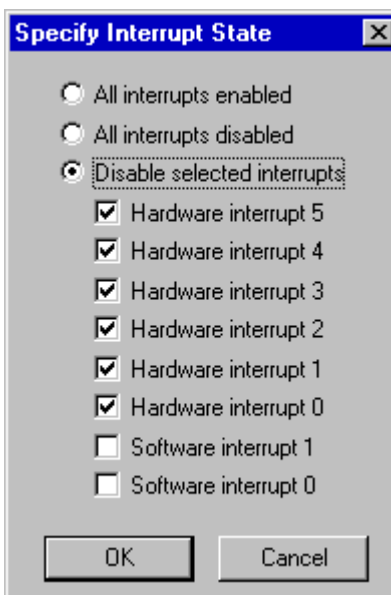 Specify Interrupt State
All interrupts enabled
All interrupts disabled
Disable selected interrupts
Hardware interrupt 5
Hardware interrupt 4
Hardware interrupt 3
Hardware interrupt 2
Hardware interrupt 1
Hardware interrupt 0
Software interrupt 1
Software interrupt 0
OK Cancel